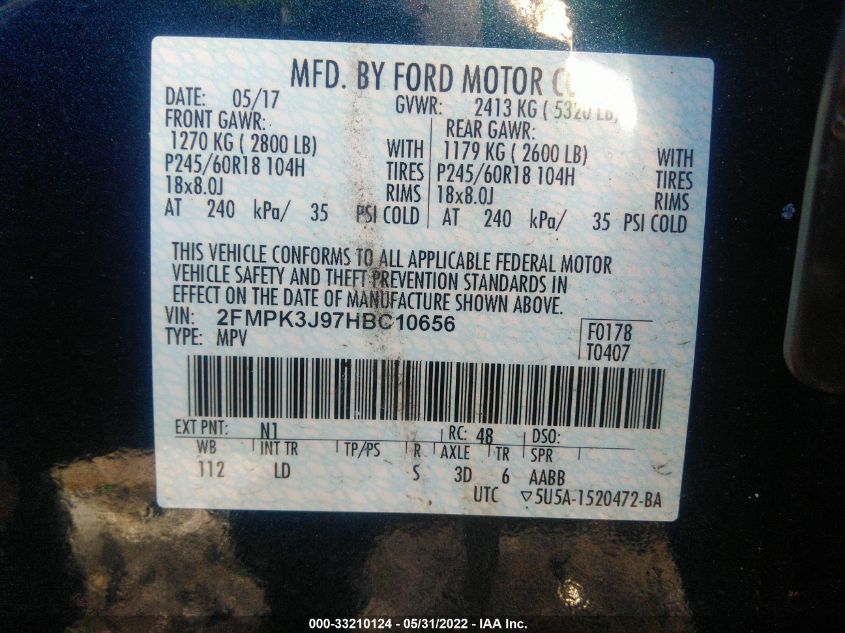 MFD. BY FORD MOTOR
DATE: 05/17 GVWR: 2413 KG ( 5320 LB)
FRONT GAWR: REAR GAWR:
1270 KG ( 2800 LB) WITH 1179 KG ( 2600 LB) WITH
P245/60R18 104H TIRES P245/60R18 104H TIRES
18x8.0J RIMS 18x8.0J RIMS
AT 240 kPa/ 35 PSI COLD AT 240 kPa/ 35 PSI COLD
THIS VEHICLE CONFORMS TO ALL APPLICABLE FEDERAL MOTOR
VEHICLE SAFETY AND THEFT PREVENTION STANDARDS IN
EFFECT ON THE DATE OF MANUFACTURE SHOWN ABOVE.
VIN: 2FMPK3J97HBC10656 F0178
TYPE: MPV T0407
EXT PNT: N1 RC: 48 DSO:
WB INT TR TP/PS R AXLE TR SPR
112 LD S 3D 6 AABB
UTC ▽5U5A-1520472-BA
000-33210124 - 05/31/2022 - IAA Inc.